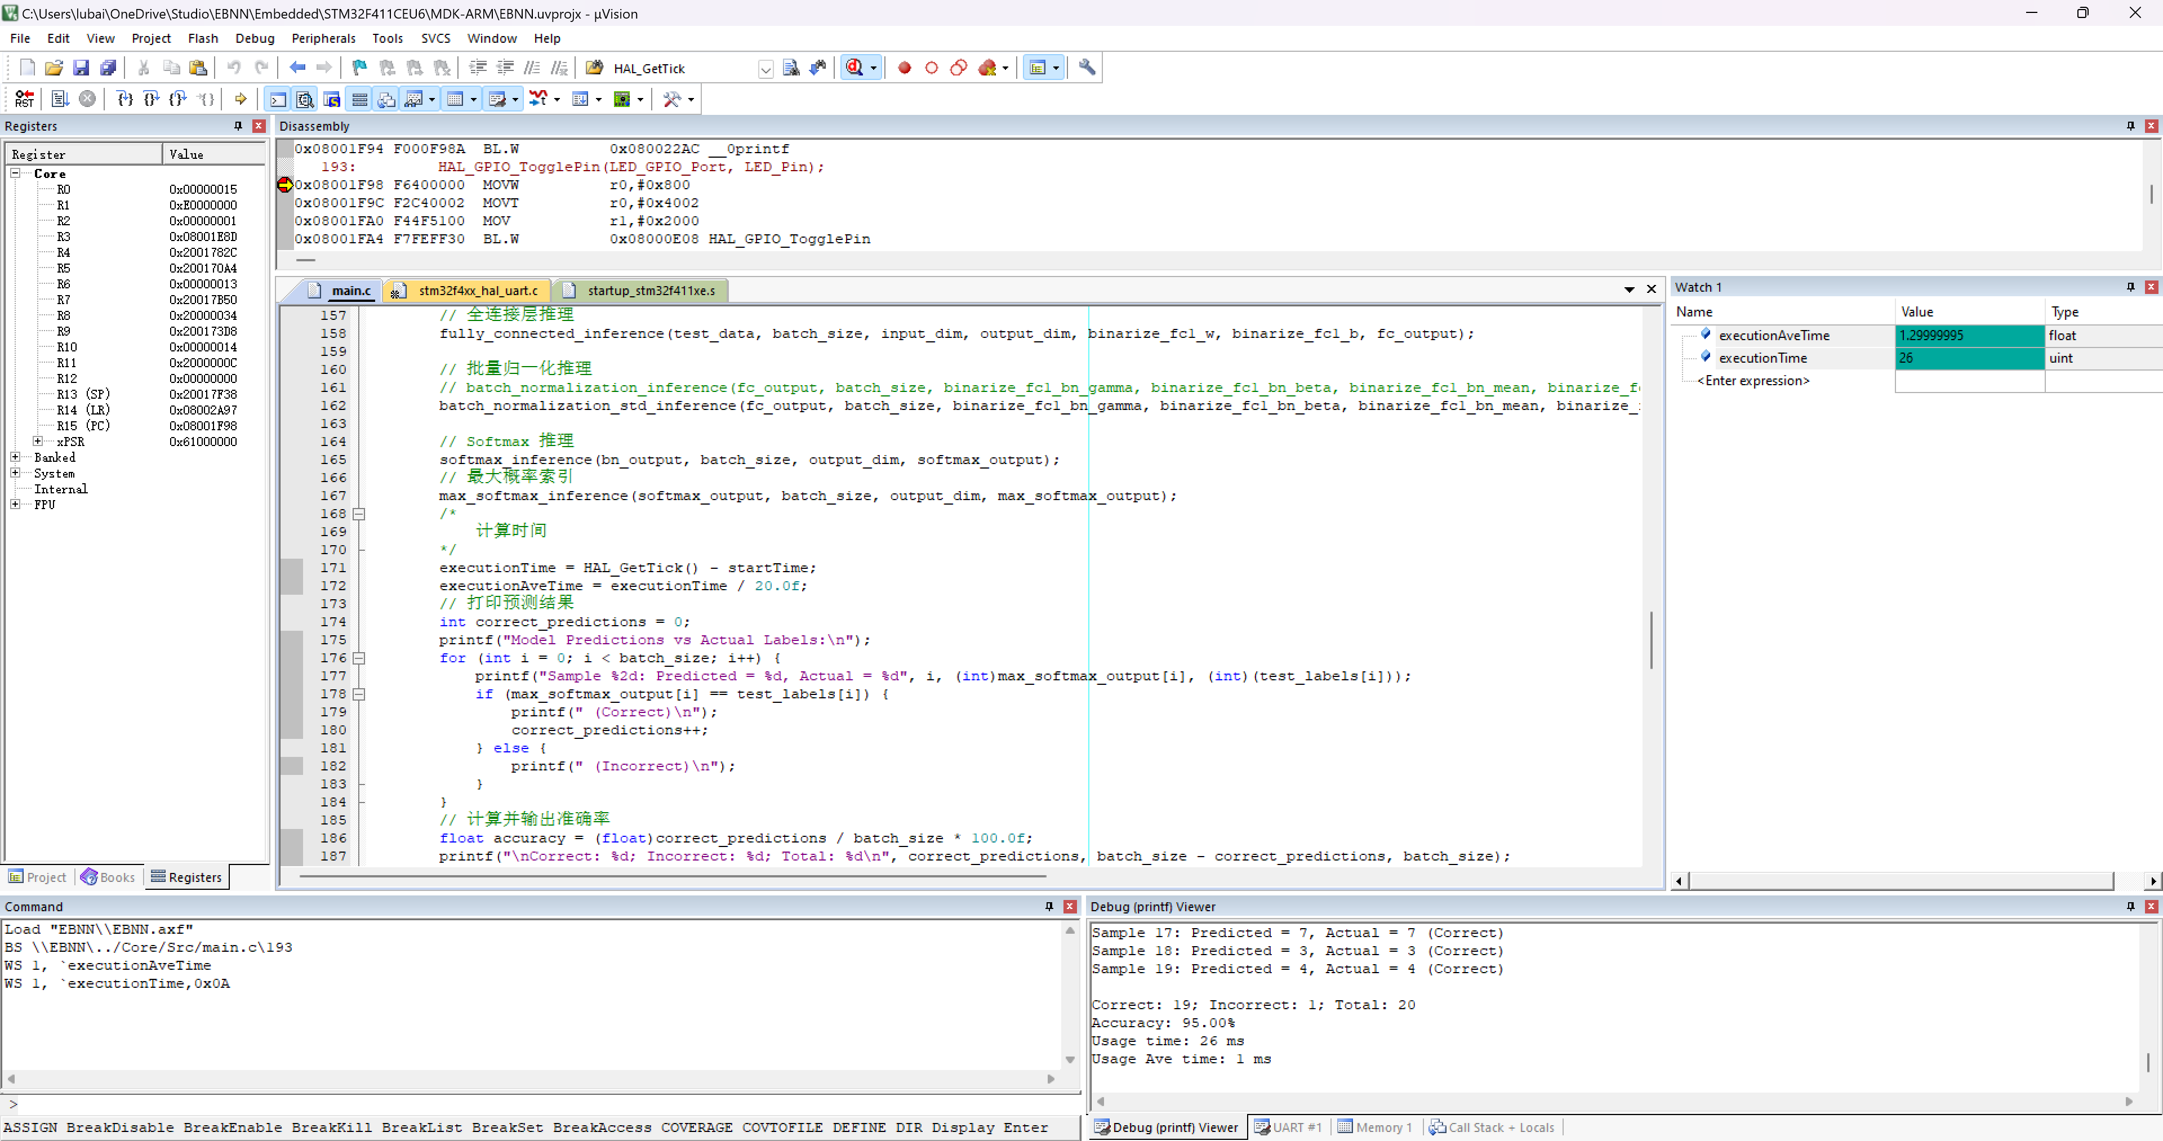 C:\Users\lubai\OneDrive\Studio\EBNN\Embedded\STM32F411CEU6\MDK-ARM\EBNN.uvprojx - µVision
File Edit View Project Flash Debug Peripherals Tools SVCS Window Help
HAL_GetTick
RST
Registers
Register Value
Core
R0 0x00000015
R1 0xE0000000
R2 0x00000001
R3 0x08001E8D
R4 0x2001782C
R5 0x200170A4
R6 0x00000013
R7 0x20017B50
R8 0x20000034
R9 0x200173D8
R10 0x00000014
R11 0x2000000C
R12 0x00000000
R13 (SP) 0x20017F38
R14 (LR) 0x08002A97
R15 (PC) 0x08001F98
xPSR 0x61000000
Banked
System
Internal
FPU
Project Books Registers
Disassembly
0x08001F94 F000F98A BL.W 0x080022AC __0printf
193: HAL_GPIO_TogglePin(LED_GPIO_Port, LED_Pin);
0x08001F98 F6400000 MOVW r0,#0x800
0x08001F9C F2C40002 MOVT r0,#0x4002
0x08001FA0 F44F5100 MOV r1,#0x2000
0x08001FA4 F7FEFF30 BL.W 0x08000E08 HAL_GPIO_TogglePin
main.c stm32f4xx_hal_uart.c startup_stm32f411xe.s
157 // 全连接层推理
158 fully_connected_inference(test_data, batch_size, input_dim, output_dim, binarize_fc1_w, binarize_fc1_b, fc_output);
159
160 // 批量归一化推理
161 // batch_normalization_inference(fc_output, batch_size, binarize_fc1_bn_gamma, binarize_fc1_bn_beta, binarize_fc1_bn_mean, binarize_f
162 batch_normalization_std_inference(fc_output, batch_size, binarize_fc1_bn_gamma, binarize_fc1_bn_beta, binarize_fc1_bn_mean, binarize_
163
164 // Softmax 推理
165 softmax_inference(bn_output, batch_size, output_dim, softmax_output);
166 // 最大概率索引
167 max_softmax_inference(softmax_output, batch_size, output_dim, max_softmax_output);
168 /*
169 计算时间
170 */
171 executionTime = HAL_GetTick() - startTime;
172 executionAveTime = executionTime / 20.0f;
173 // 打印预测结果
174 int correct_predictions = 0;
175 printf("Model Predictions vs Actual Labels:\n");
176 for (int i = 0; i < batch_size; i++) {
177 printf("Sample %2d: Predicted = %d, Actual = %d", i, (int)max_softmax_output[i], (int)(test_labels[i]));
178 if (max_softmax_output[i] == test_labels[i]) {
179 printf(" (Correct)\n");
180 correct_predictions++;
181 } else {
182 printf(" (Incorrect)\n");
183 }
184 }
185 // 计算并输出准确率
186 float accuracy = (float)correct_predictions / batch_size * 100.0f;
187 printf("\nCorrect: %d; Incorrect: %d; Total: %d\n", correct_predictions, batch_size - correct_predictions, batch_size);
Watch 1
Name Value Type
executionAveTime 1.29999995 float
executionTime 26 uint
<Enter expression>
Command
Load "EBNN\\EBNN.axf"
BS \\EBNN\../Core/Src/main.c\193
WS 1, `executionAveTime
WS 1, `executionTime,0x0A
>
ASSIGN BreakDisable BreakEnable BreakKill BreakList BreakSet BreakAccess COVERAGE COVTOFILE DEFINE DIR Display Enter
Debug (printf) Viewer
Sample 17: Predicted = 7, Actual = 7 (Correct)
Sample 18: Predicted = 3, Actual = 3 (Correct)
Sample 19: Predicted = 4, Actual = 4 (Correct)
Correct: 19; Incorrect: 1; Total: 20
Accuracy: 95.00%
Usage time: 26 ms
Usage Ave time: 1 ms
Debug (printf) Viewer UART #1 Memory 1 Call Stack + Locals